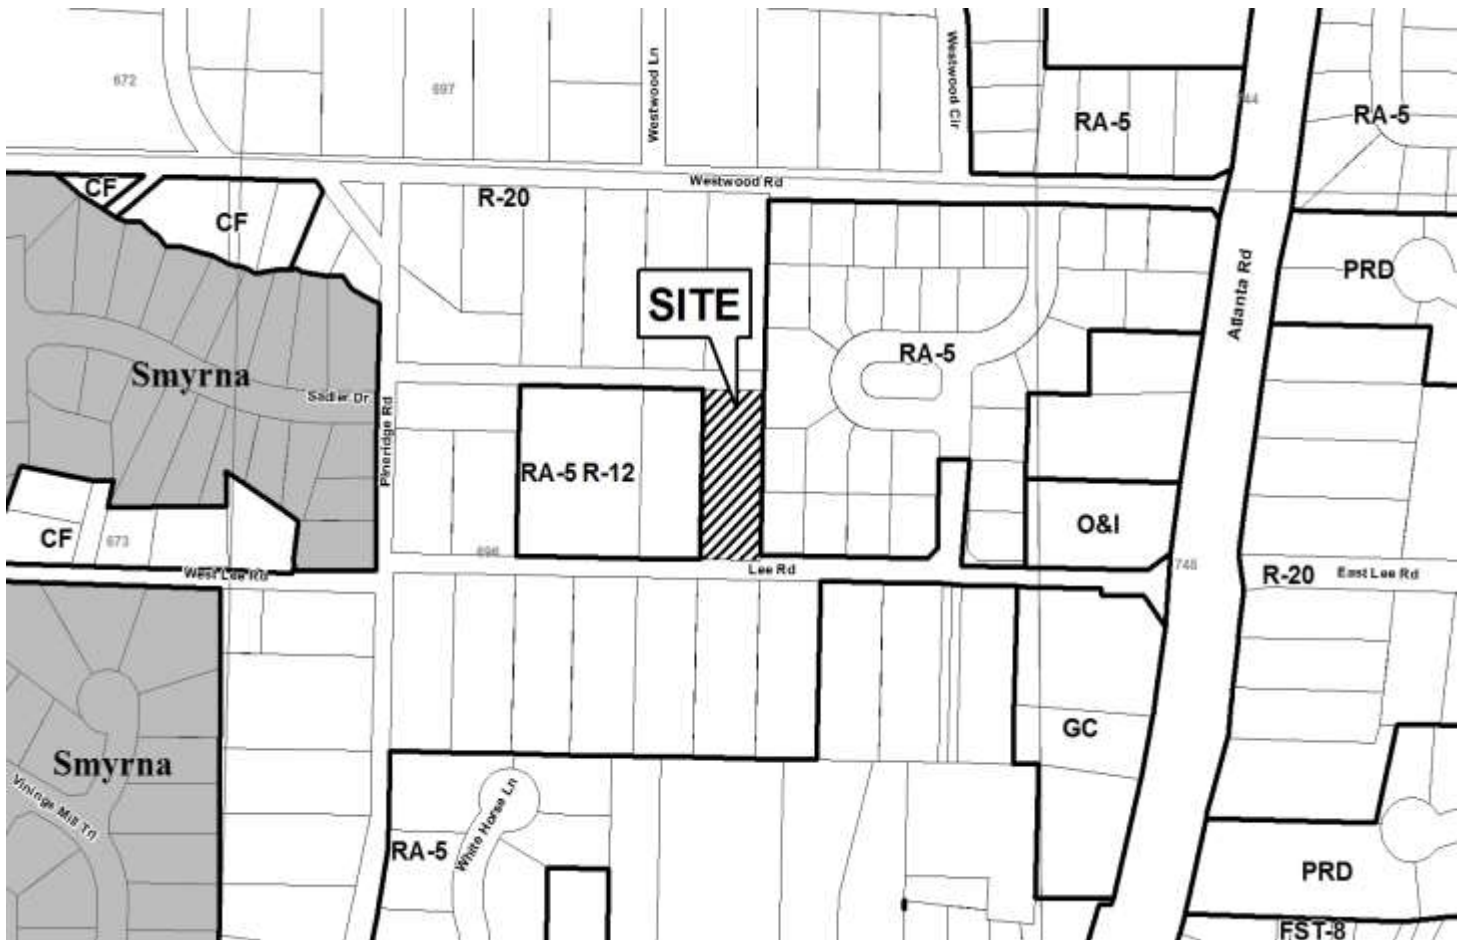 672
697
Westwood Ln
Westwood Cir
RA-5
44
RA-5
CF
CF
R-20
Westwood Rd
SITE
Atlanta Rd
PRD
Smyrna
Sadler Dr
Pineridge Rd
RA-5
RA-5 R-12
CF
673
696
O&I
West Lee Rd
Lee Rd
748
R-20
East Lee Rd
Smyrna
Vinings Mill Trl
GC
RA-5
White Horse Ln
PRD
FST-8